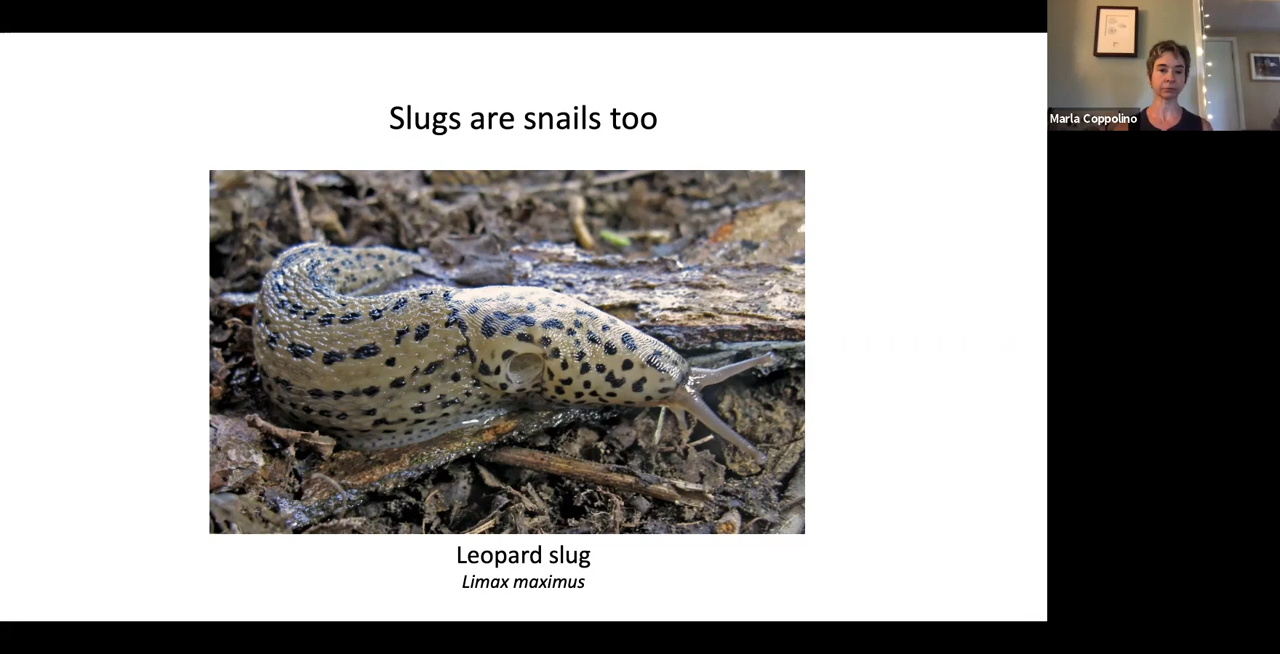 Slugs are snails too
Marla Coppolino
Leopard slug
Limax maximus